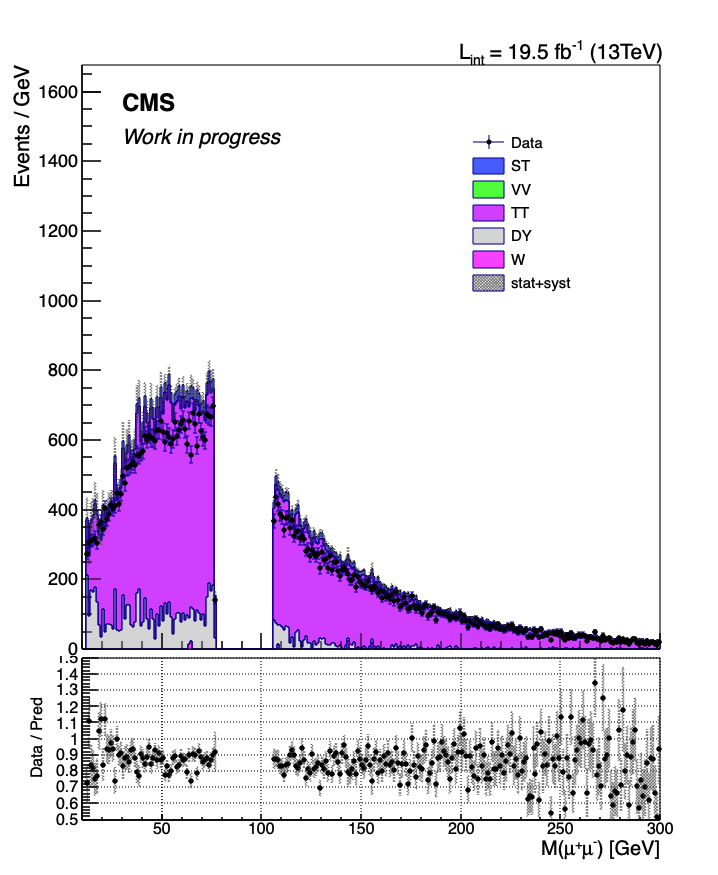 L_int = 19.5 fb⁻¹ (13TeV)
Events / GeV
CMS
Work in progress
1600
1400
1200
1000
800
600
400
200
0
Data
ST
VV
TT
DY
W
stat+syst
Data / Pred
1.5
1.4
1.3
1.2
1.1
1
0.9
0.8
0.7
0.6
0.5
50
100
150
200
250
300
M(μ⁺μ⁻) [GeV]